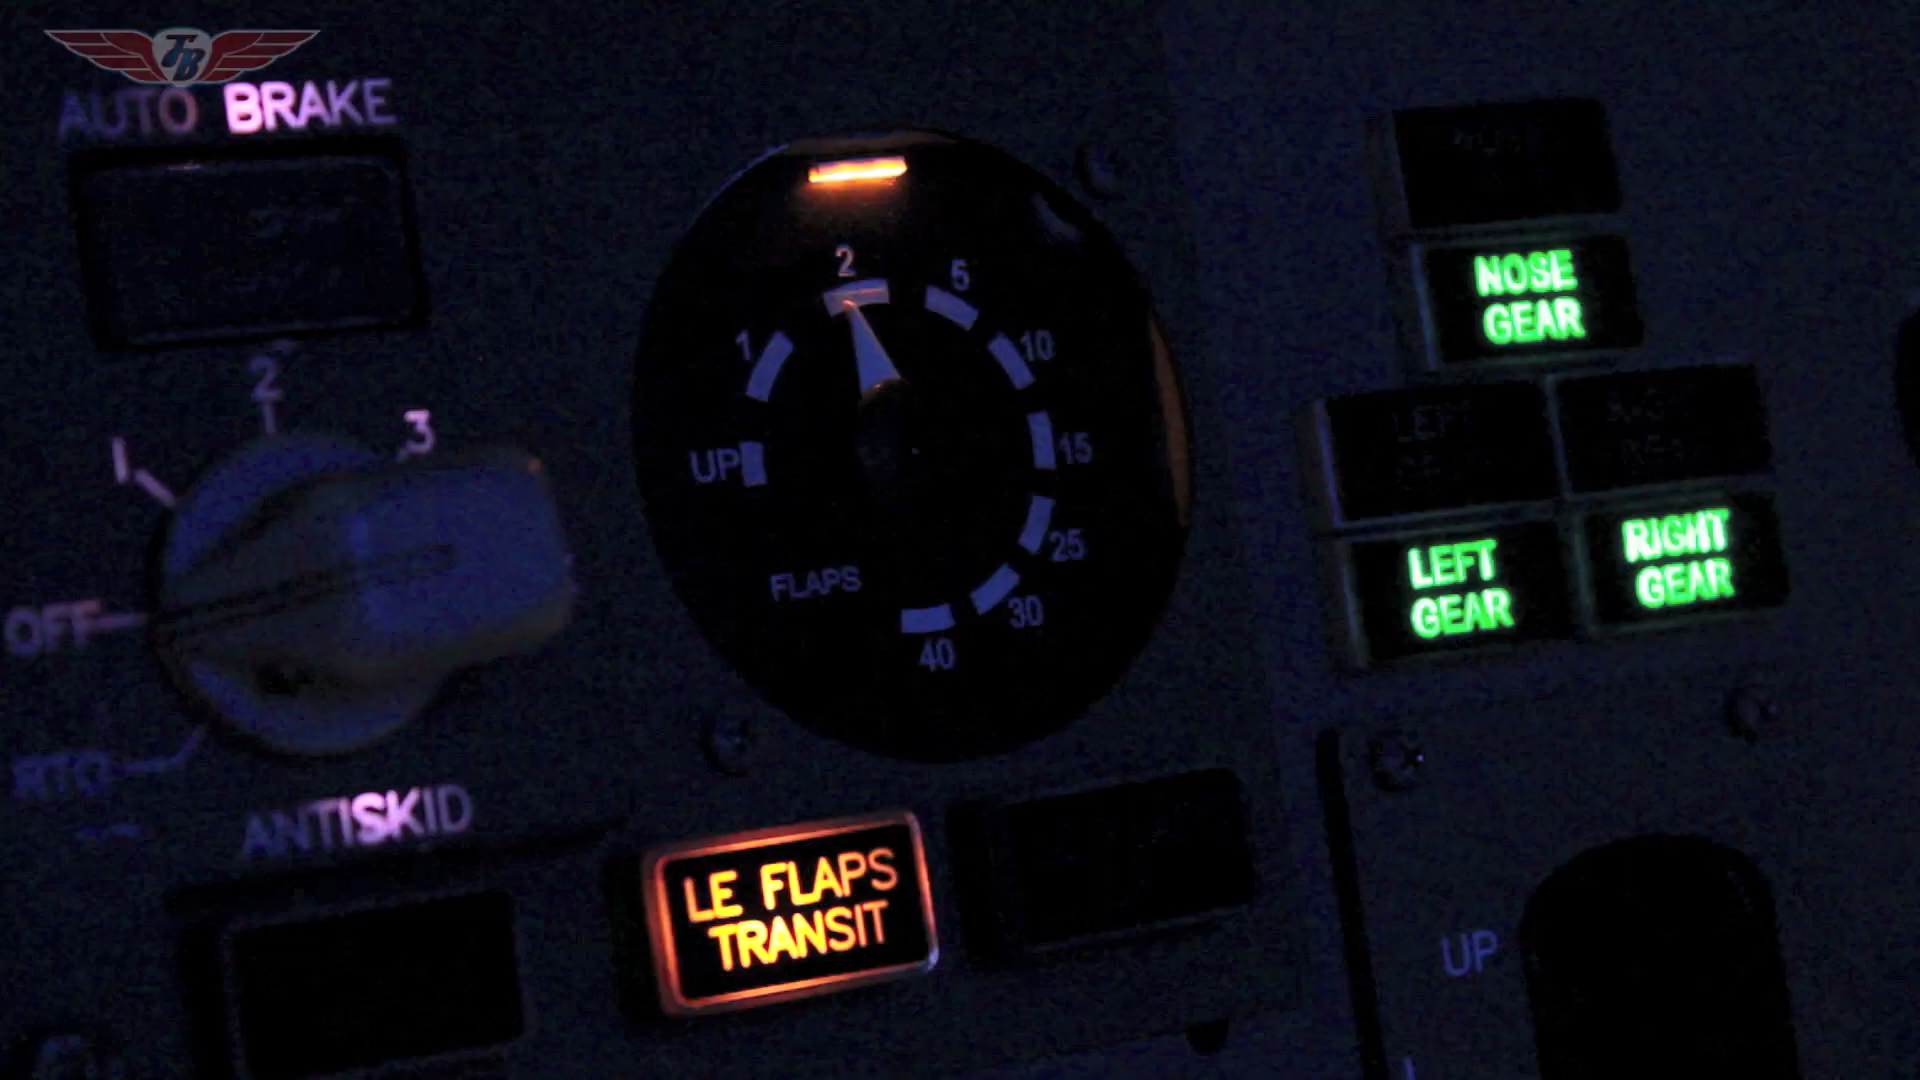 TB
AUTO BRAKE
1
2
3
OFF
RTO
ANTISKID
UP
1
2
5
10
15
25
30
40
FLAPS
LE FLAPS
TRANSIT
NOSE
GEAR
LEFT
GEAR
RIGHT
GEAR
UP